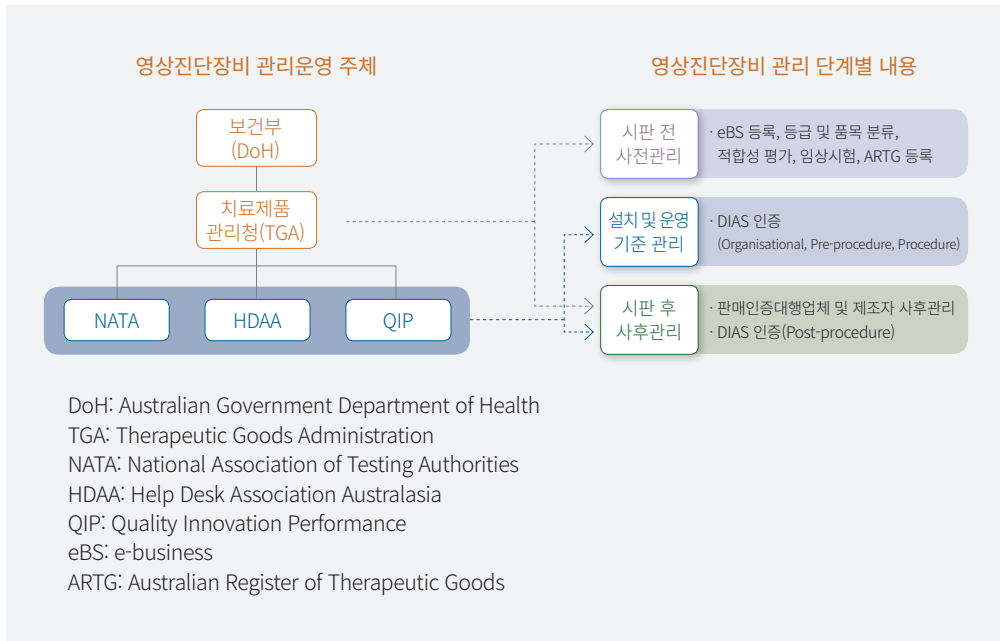 영상진단장비 관리운영 주체
보건부
(DoH)
치료제품
관리청(TGA)
NATA
HDAA
QIP
영상진단장비 관리 단계별 내용
시판 전
사전관리
· eBS 등록, 등급 및 품목 분류,
적합성 평가, 임상시험, ARTG 등록
설치 및 운영
기준 관리
· DIAS 인증
(Organisational, Pre-procedure, Procedure)
시판 후
사후관리
· 판매인증대행업체 및 제조자 사후관리
· DIAS 인증(Post-procedure)
DoH: Australian Government Department of Health
TGA: Therapeutic Goods Administration
NATA: National Association of Testing Authorities
HDAA: Help Desk Association Australasia
QIP: Quality Innovation Performance
eBS: e-business
ARTG: Australian Register of Therapeutic Goods